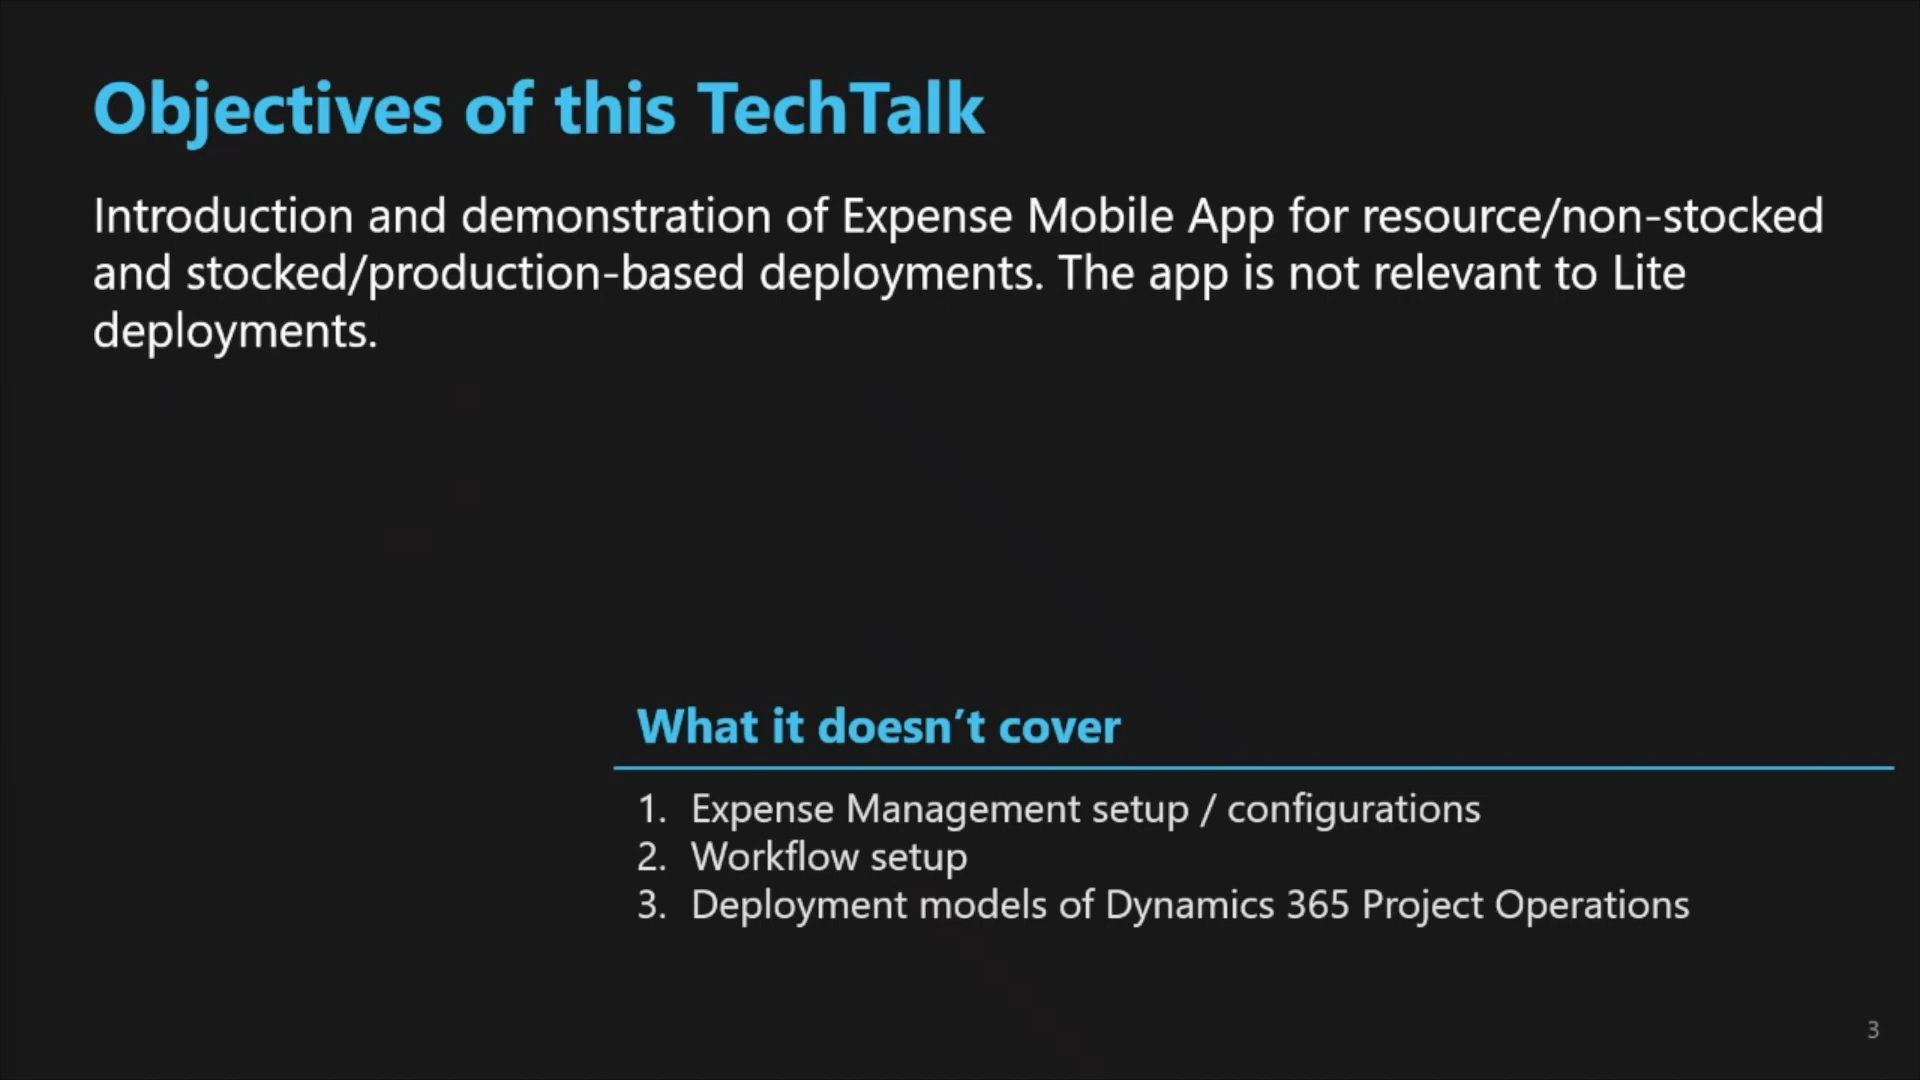 Objectives of this TechTalk
Introduction and demonstration of Expense Mobile App for resource/non-stocked
and stocked/production-based deployments. The app is not relevant to Lite
deployments.
What it doesn’t cover
1. Expense Management setup / configurations
2. Workflow setup
3. Deployment models of Dynamics 365 Project Operations
3